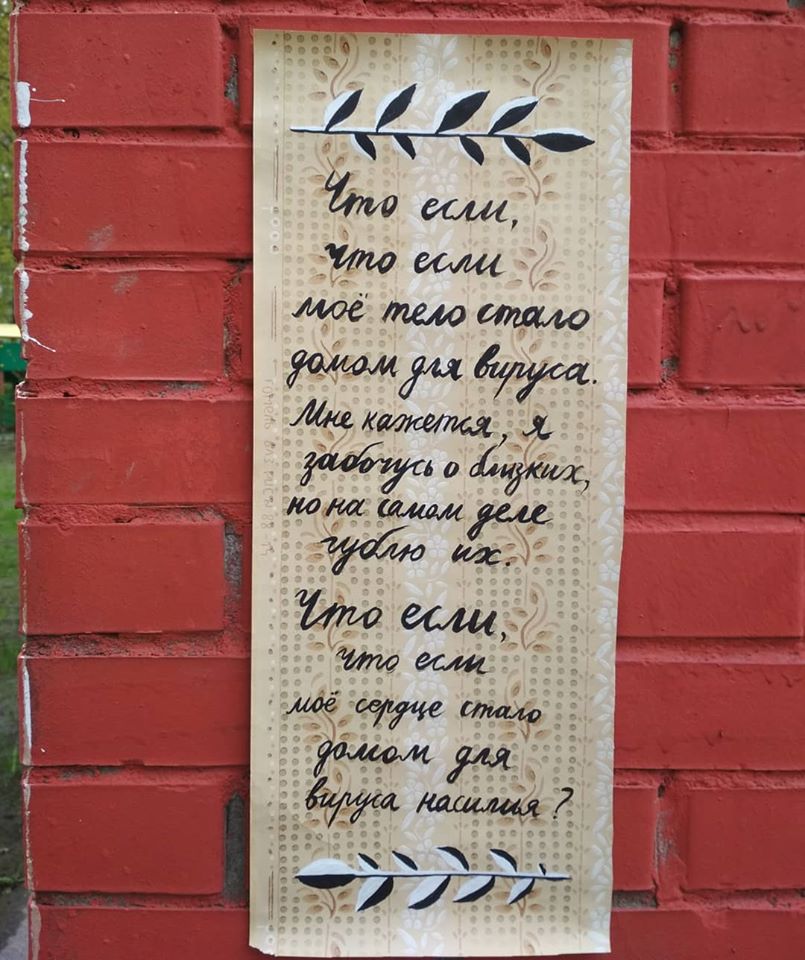 Что если,
что если
моё тело стало
домом для вируса.
Мне кажется, я
забочусь о близких,
но на самом деле
гублю их.
Что если,
что если
моё сердце стало
домом для
вируса насилия?